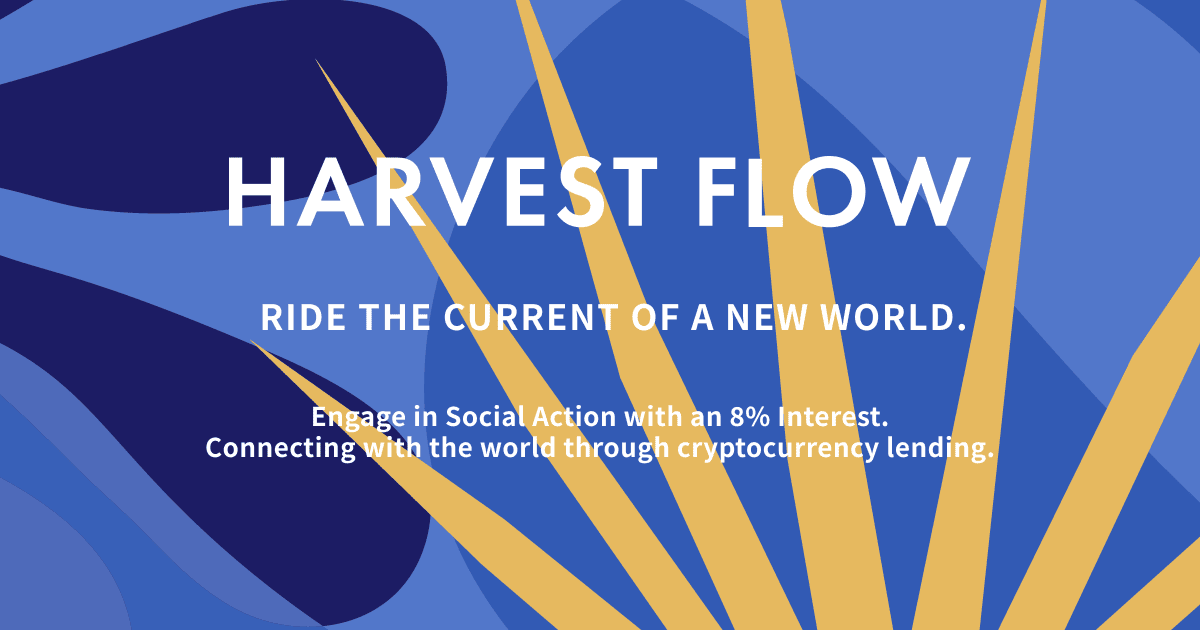 HARVEST FLOW
RIDE THE CURRENT OF A NEW WORLD.
Engage in Social Action with an 8% Interest.
Connecting with the world through cryptocurrency lending.